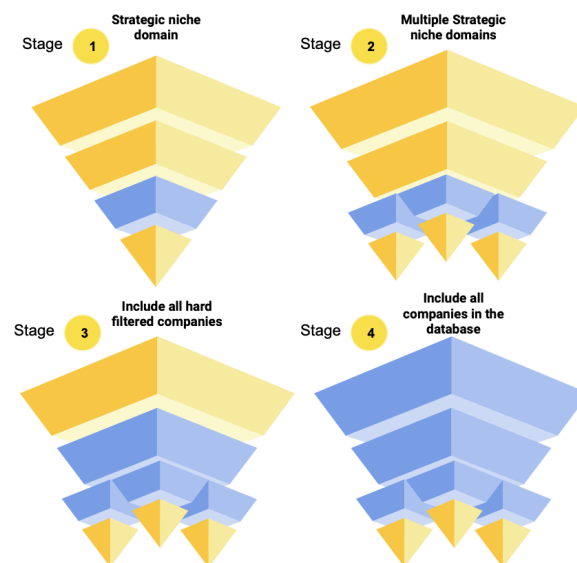 Strategic niche
domain
Stage 1
Multiple Strategic
niche domains
Stage 2
Include all hard
filtered companies
Stage 3
Include all
companies in the
database
Stage 4